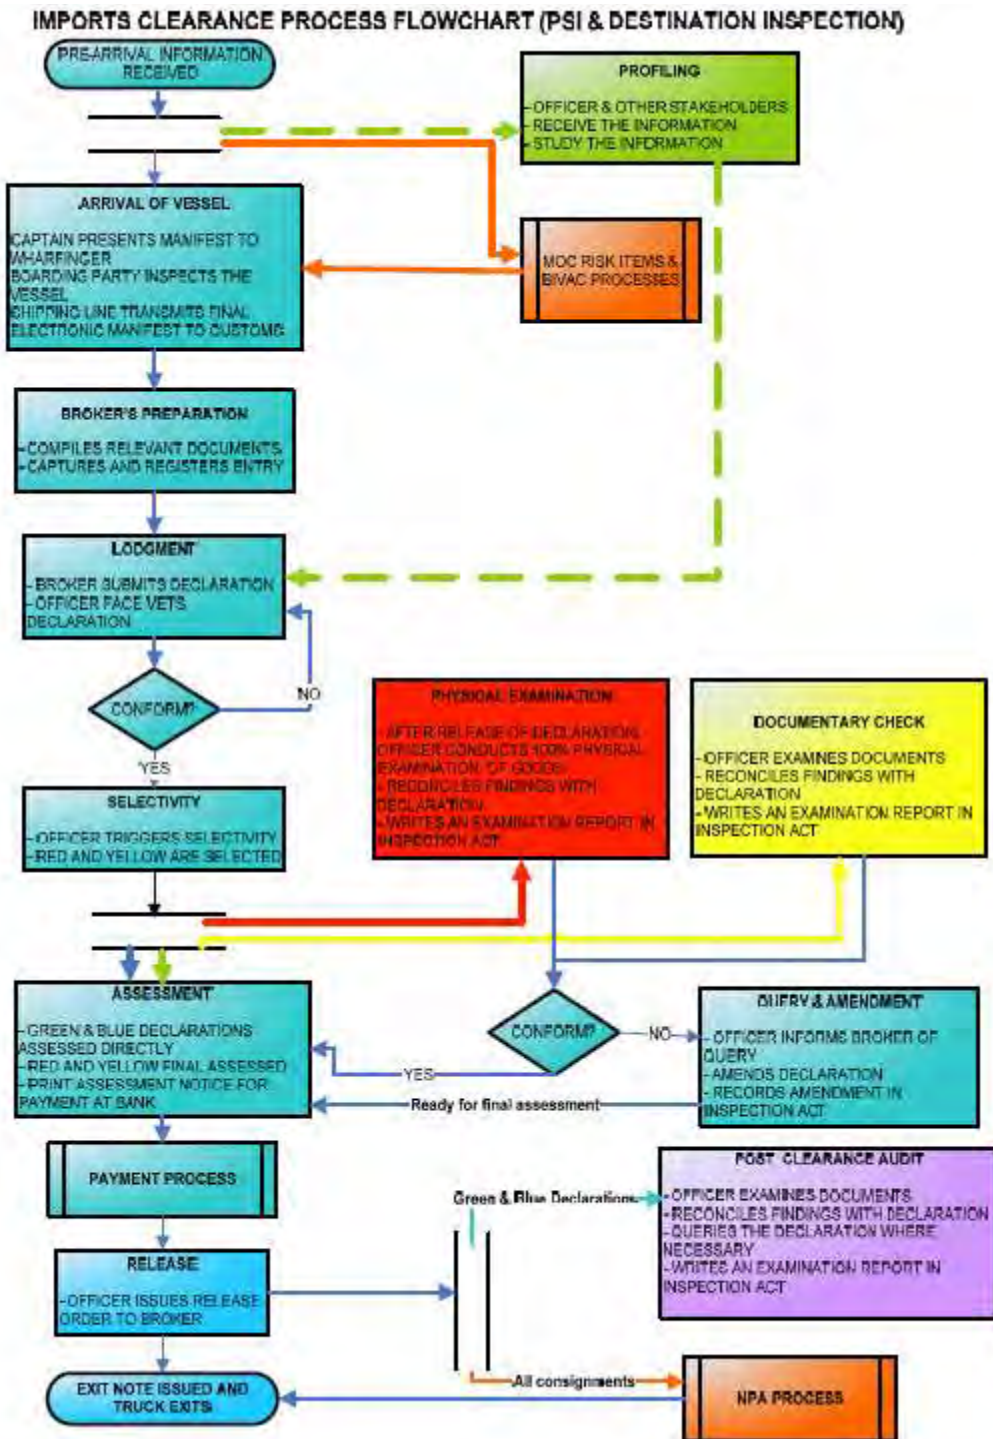 IMPORTS CLEARANCE PROCESS FLOWCHART (PSI & DESTINATION INSPECTION)
PRE-ARRIVAL INFORMATION
RECEIVED
PROFILING
- OFFICER & OTHER STAKEHOLDERS
- RECEIVE THE INFORMATION
- STUDY THE INFORMATION
ARRIVAL OF VESSEL
CAPTAIN PRESENTS MANIFEST TO
WHARFINGER
BOARDING PARTY INSPECTS THE
VESSEL
SHIPPING LINE TRANSMITS FINAL
ELECTRONIC MANIFEST TO CUSTOMS
MOC RISK ITEMS &
BIVAC PROCESSES
BROKER'S PREPARATION
- COMPILES RELEVANT DOCUMENTS
- CAPTURES AND REGISTERS ENTRY
LODGMENT
- BROKER SUBMITS DECLARATION
- OFFICER FACE VETS
DECLARATION
CONFORM?
NO
YES
SELECTIVITY
- OFFICER TRIGGERS SELECTIVITY
- RED AND YELLOW ARE SELECTED
PHYSICAL EXAMINATION
- AFTER RELEASE OF DECLARATION,
OFFICER CONDUCTS 100% PHYSICAL
EXAMINATION OF GOODS
- RECONCILES FINDINGS WITH
DECLARATION
- WRITES AN EXAMINATION REPORT IN
INSPECTION ACT
DOCUMENTARY CHECK
- OFFICER EXAMINES DOCUMENTS
- RECONCILES FINDINGS WITH
DECLARATION
- WRITES AN EXAMINATION REPORT IN
INSPECTION ACT
ASSESSMENT
- GREEN & BLUE DECLARATIONS
ASSESSED DIRECTLY
- RED AND YELLOW FINAL ASSESSED
- PRINT ASSESSMENT NOTICE FOR
PAYMENT AT BANK
CONFORM?
NO
YES
Ready for final assessment
QUERY & AMENDMENT
- OFFICER INFORMS BROKER OF
QUERY
- AMENDS DECLARATION
- RECORDS AMENDMENT IN
INSPECTION ACT
PAYMENT PROCESS
Green & Blue Declarations
POST CLEARANCE AUDIT
- OFFICER EXAMINES DOCUMENTS
- RECONCILES FINDINGS WITH DECLARATION
- QUERIES THE DECLARATION WHERE
NECESSARY
- WRITES AN EXAMINATION REPORT IN
INSPECTION ACT
RELEASE
- OFFICER ISSUES RELEASE
ORDER TO BROKER
All consignments
EXIT NOTE ISSUED AND
TRUCK EXITS
NPA PROCESS